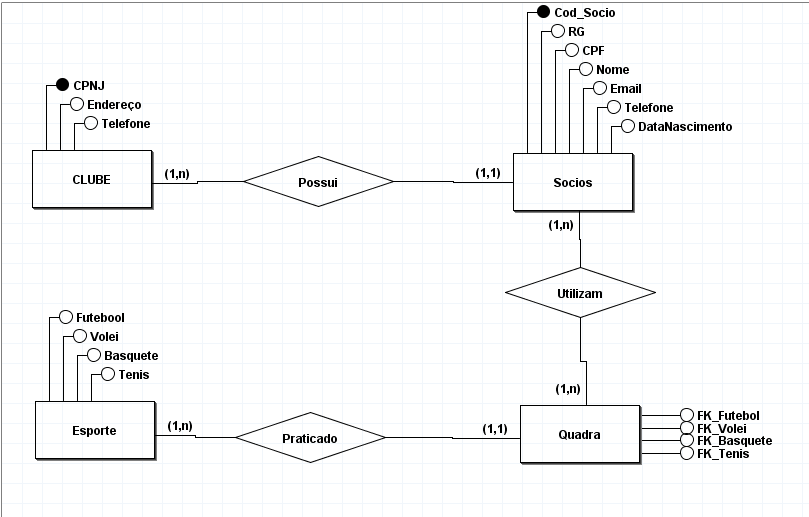 Cod_Socio
RG
CPF
Nome
Email
Telefone
DataNascimento
CPNJ
Endereço
Telefone
CLUBE
(1,n)
Possui
(1,1)
Socios
(1,n)
Utilizam
(1,n)
Futebool
Volei
Basquete
Tenis
Esporte
(1,n)
Praticado
(1,1)
Quadra
FK_Futebol
FK_Volei
FK_Basquete
FK_Tenis